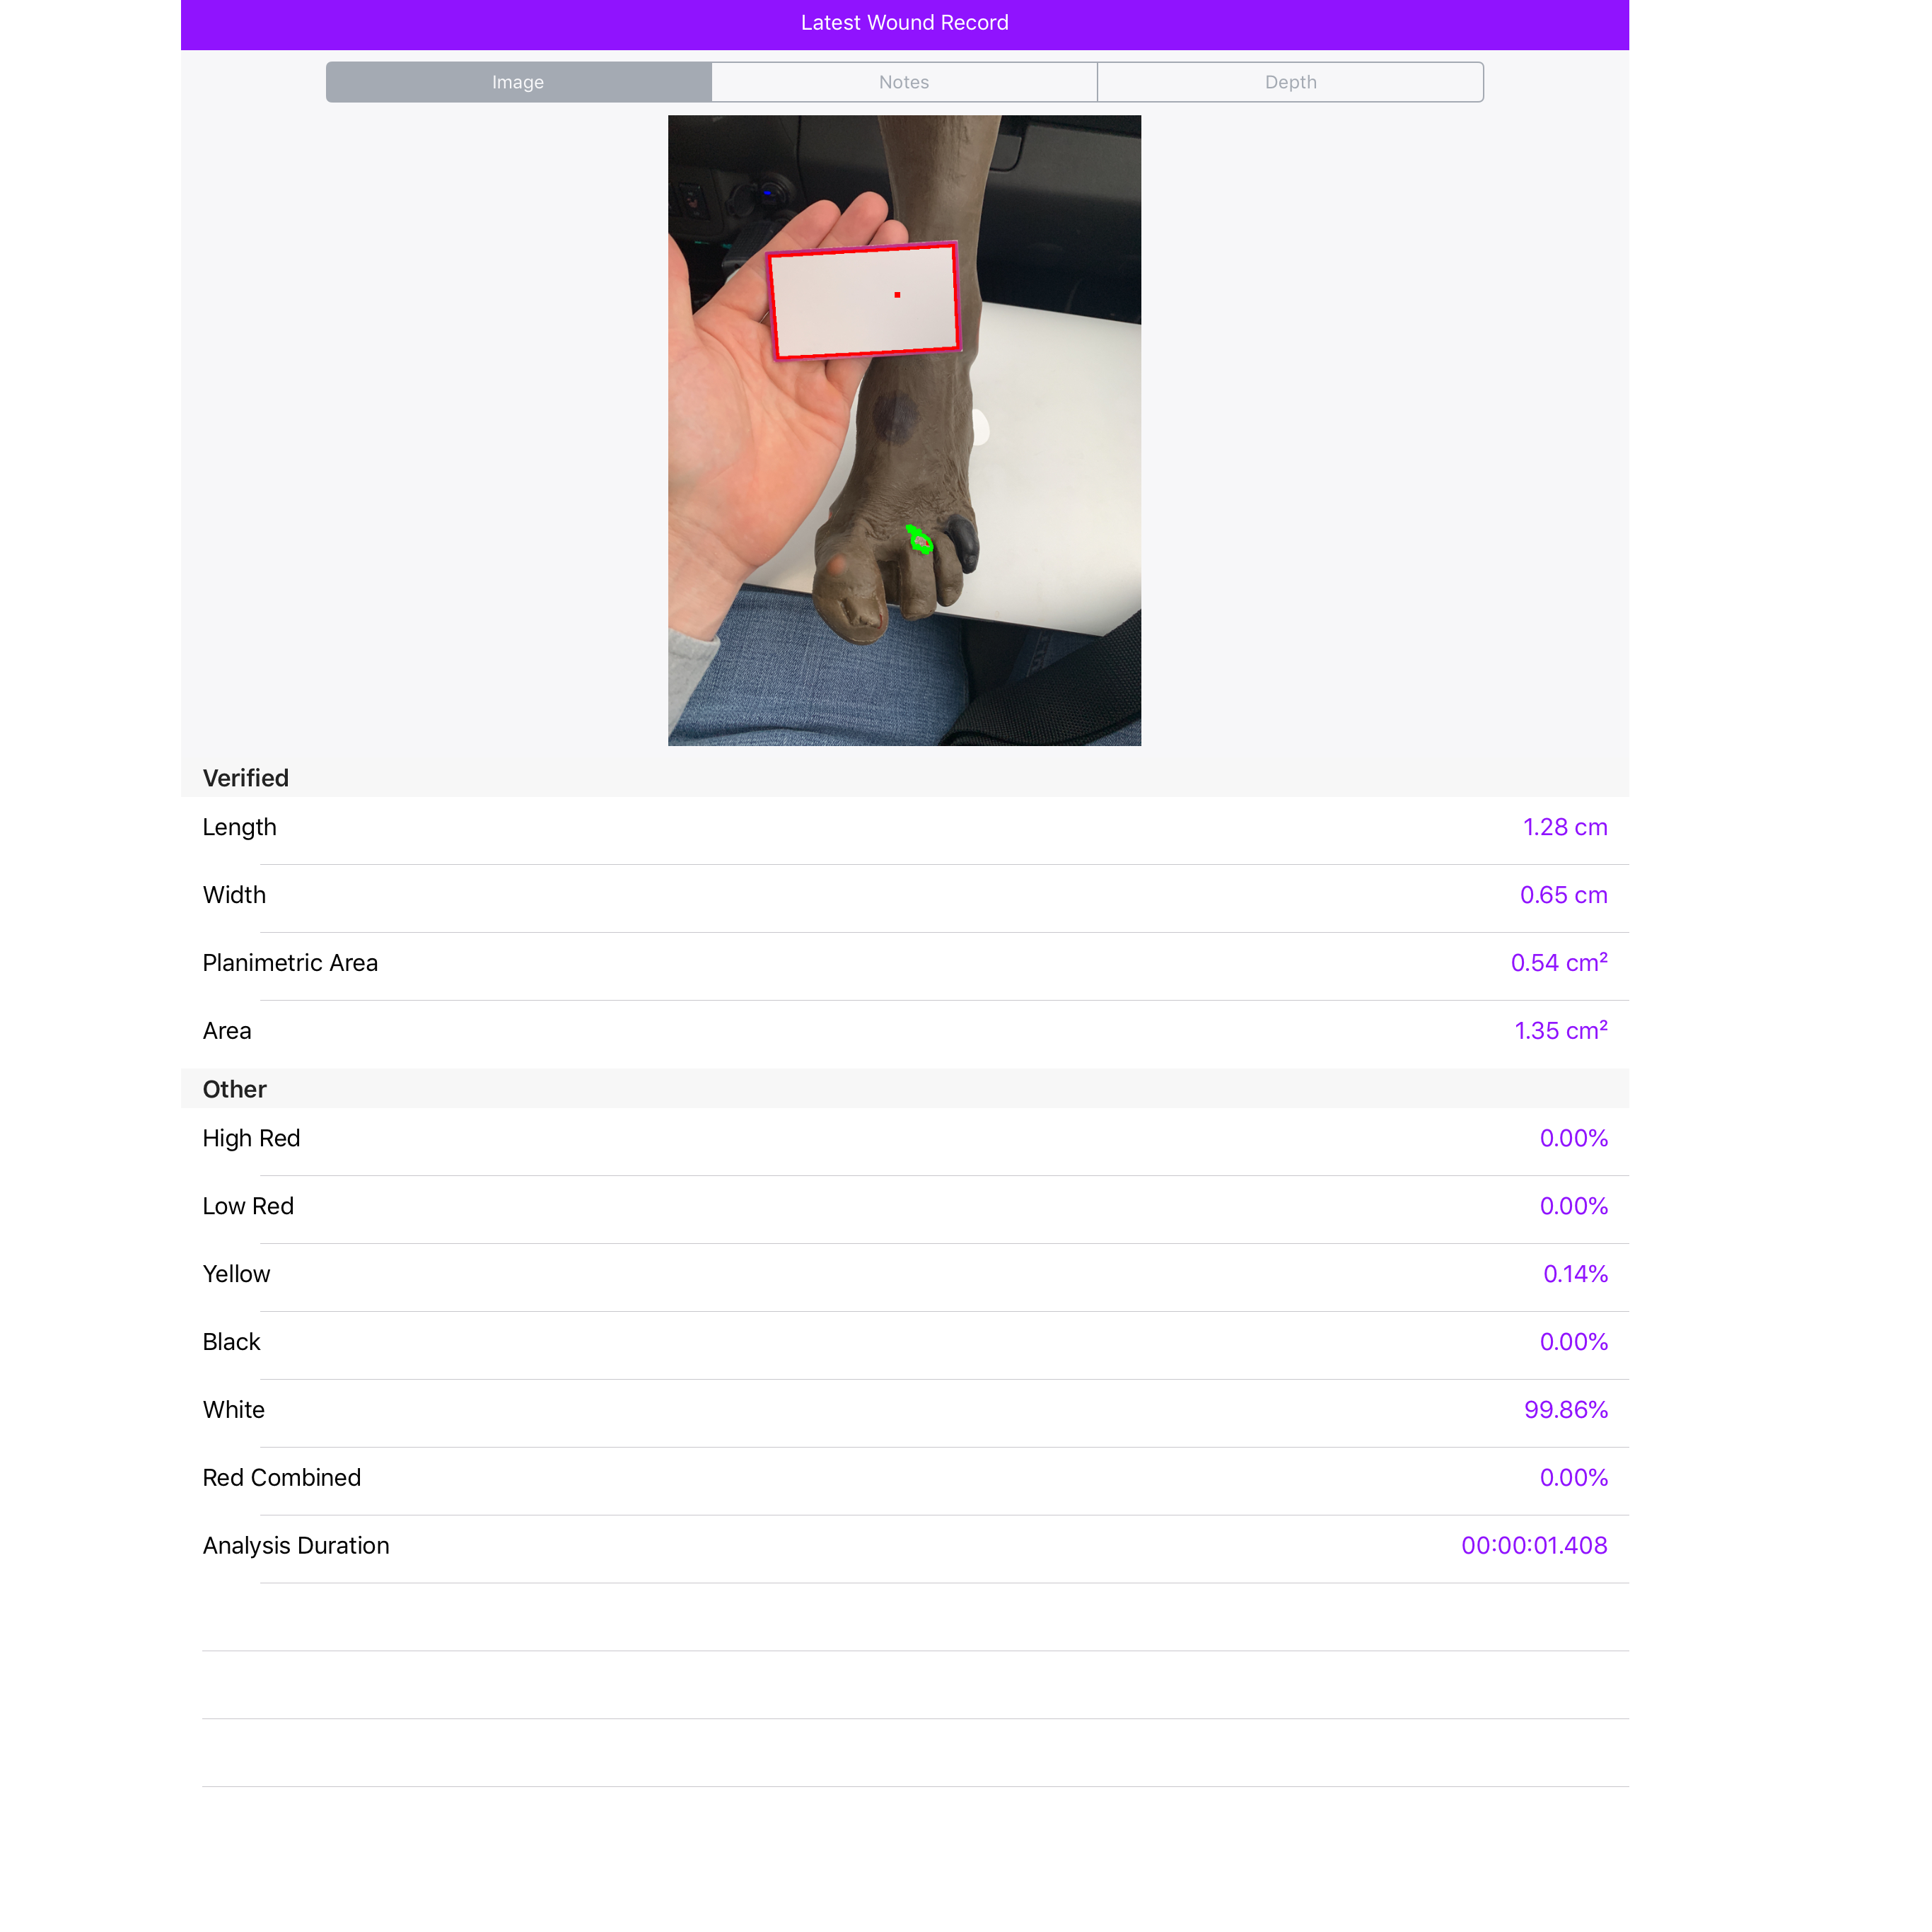 Latest Wound Record
Image Notes Depth
Verified
Length 1.28 cm
Width 0.65 cm
Planimetric Area 0.54 cm²
Area 1.35 cm²
Other
High Red 0.00%
Low Red 0.00%
Yellow 0.14%
Black 0.00%
White 99.86%
Red Combined 0.00%
Analysis Duration 00:00:01.408